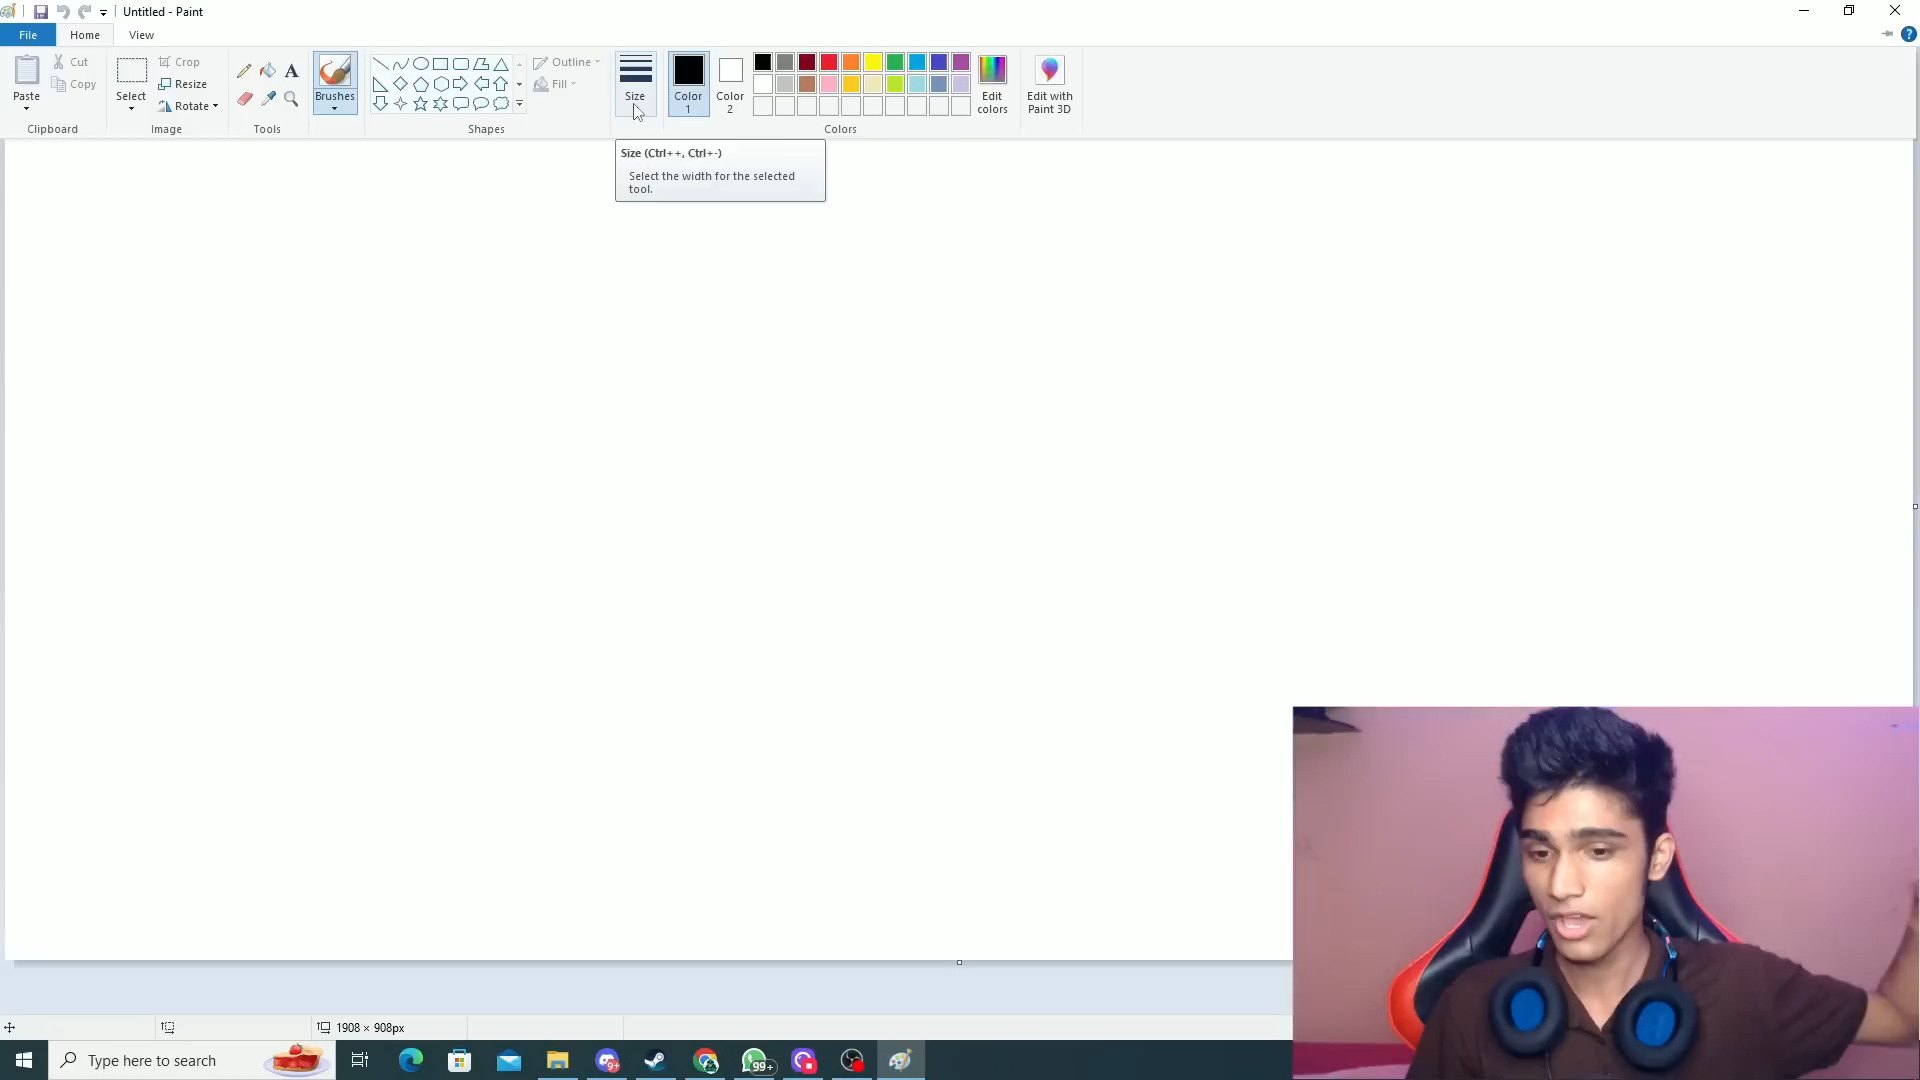 Untitled - Paint
File Home View
Paste
Cut
Copy
Clipboard
Select
Crop
Resize
Rotate
Image
A
Tools
Brushes
Shapes
Outline
Fill
Size
Color
1
Color
2
Colors
Edit
colors
Edit with
Paint 3D
?
Size (Ctrl++, Ctrl+-)
Select the width for the selected
tool.
1908 × 908px
Type here to search
9+
99+